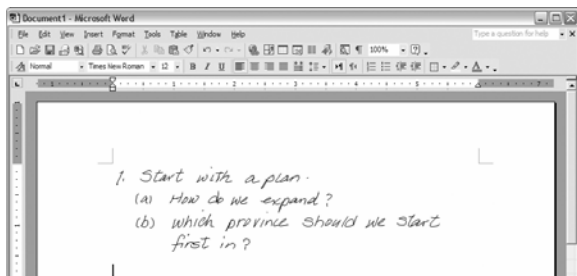 Document1 - Microsoft Word
File Edit View Insert Format Tools Table Window Help Type a question for help
100%
Normal Times New Roman 12 B I U
1. Start with a plan.
(a) How do we expand?
(b) which province should we start
first in?